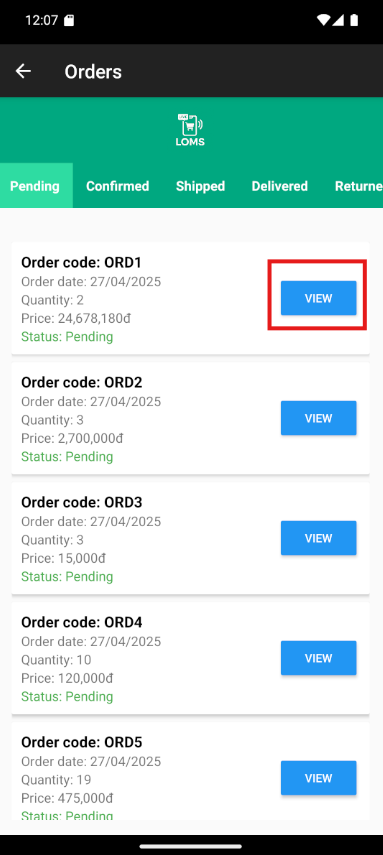 12:07
Orders
LOMS
Pending Confirmed Shipped Delivered Returne
Order code: ORD1
Order date: 27/04/2025
Quantity: 2
Price: 24,678,180đ
Status: Pending
VIEW
Order code: ORD2
Order date: 27/04/2025
Quantity: 3
Price: 2,700,000đ
Status: Pending
VIEW
Order code: ORD3
Order date: 27/04/2025
Quantity: 3
Price: 15,000đ
Status: Pending
VIEW
Order code: ORD4
Order date: 27/04/2025
Quantity: 10
Price: 120,000đ
Status: Pending
VIEW
Order code: ORD5
Order date: 27/04/2025
Quantity: 19
Price: 475,000đ
Status: Pending
VIEW